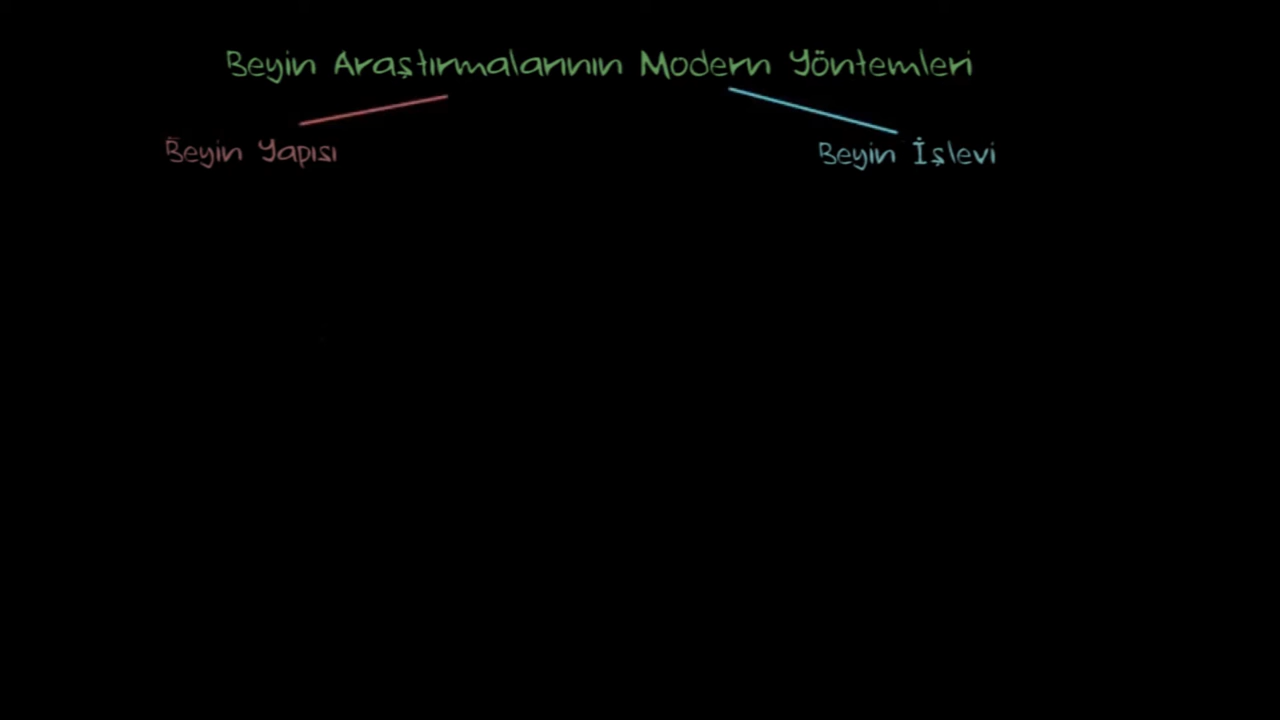 Beyin Araştırmalarının Modern Yöntemleri
Beyin Yapısı
Beyin İşlevi